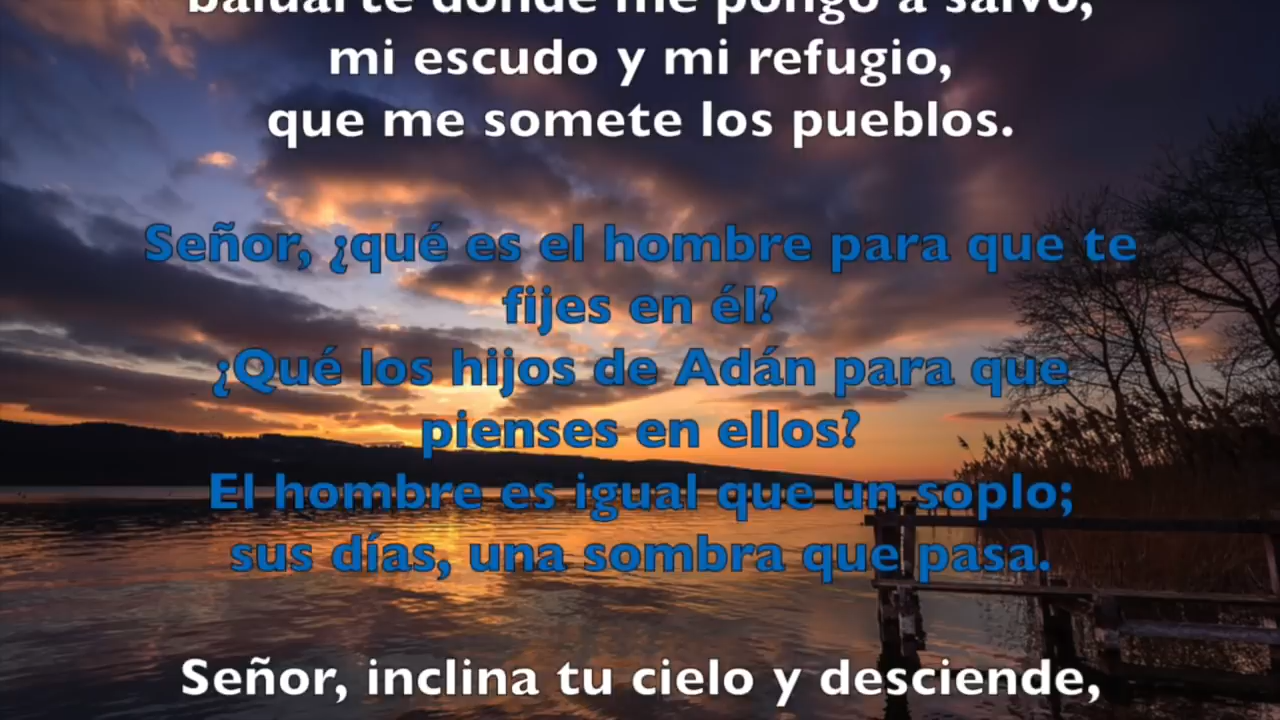 baluarte donde me pongo a salvo,
mi escudo y mi refugio,
que me somete los pueblos.
Señor, ¿qué es el hombre para que te
fijes en él?
¿Qué los hijos de Adán para que
pienses en ellos?
El hombre es igual que un soplo;
sus días, una sombra que pasa.
Señor, inclina tu cielo y desciende,